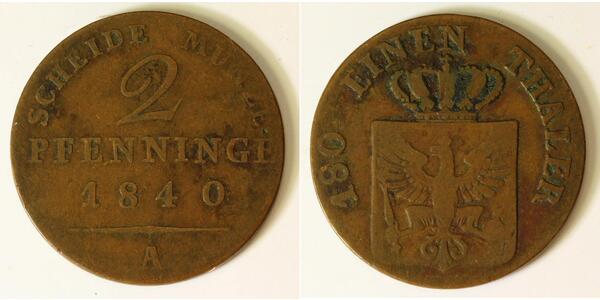 SCHEIDE MÜNZE.
2
PFENNINGE
1840
A
180 EINEN THALER